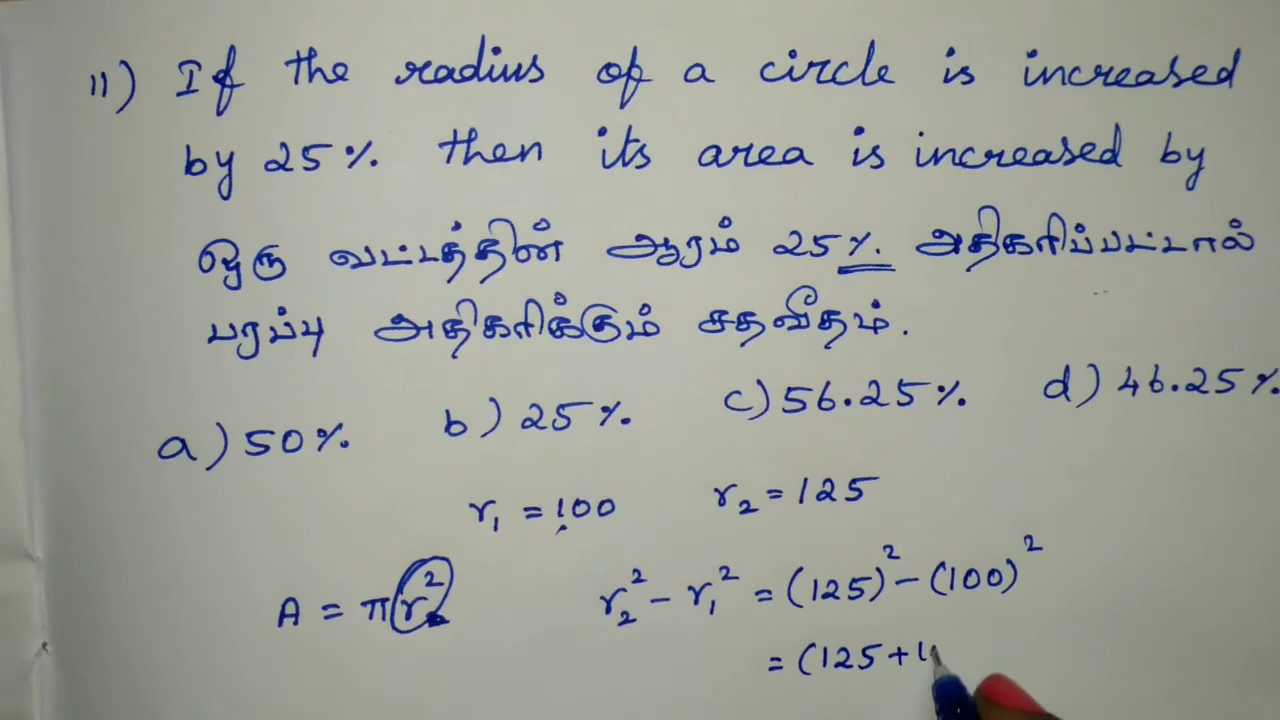 11) If the radius of a circle is increased
by 25% then its area is increased by
ஒரு வட்டத்தின் ஆரம் 25% அதிகரிப்பட்டால்
பரப்பு அதிகரிக்கும் சதவீதம்.
a) 50% b) 25% c) 56.25% d) 46.25%
r₁ = 100 r₂ = 125
A = πr² r₂² - r₁² = (125)² - (100)²
= (125 + 1